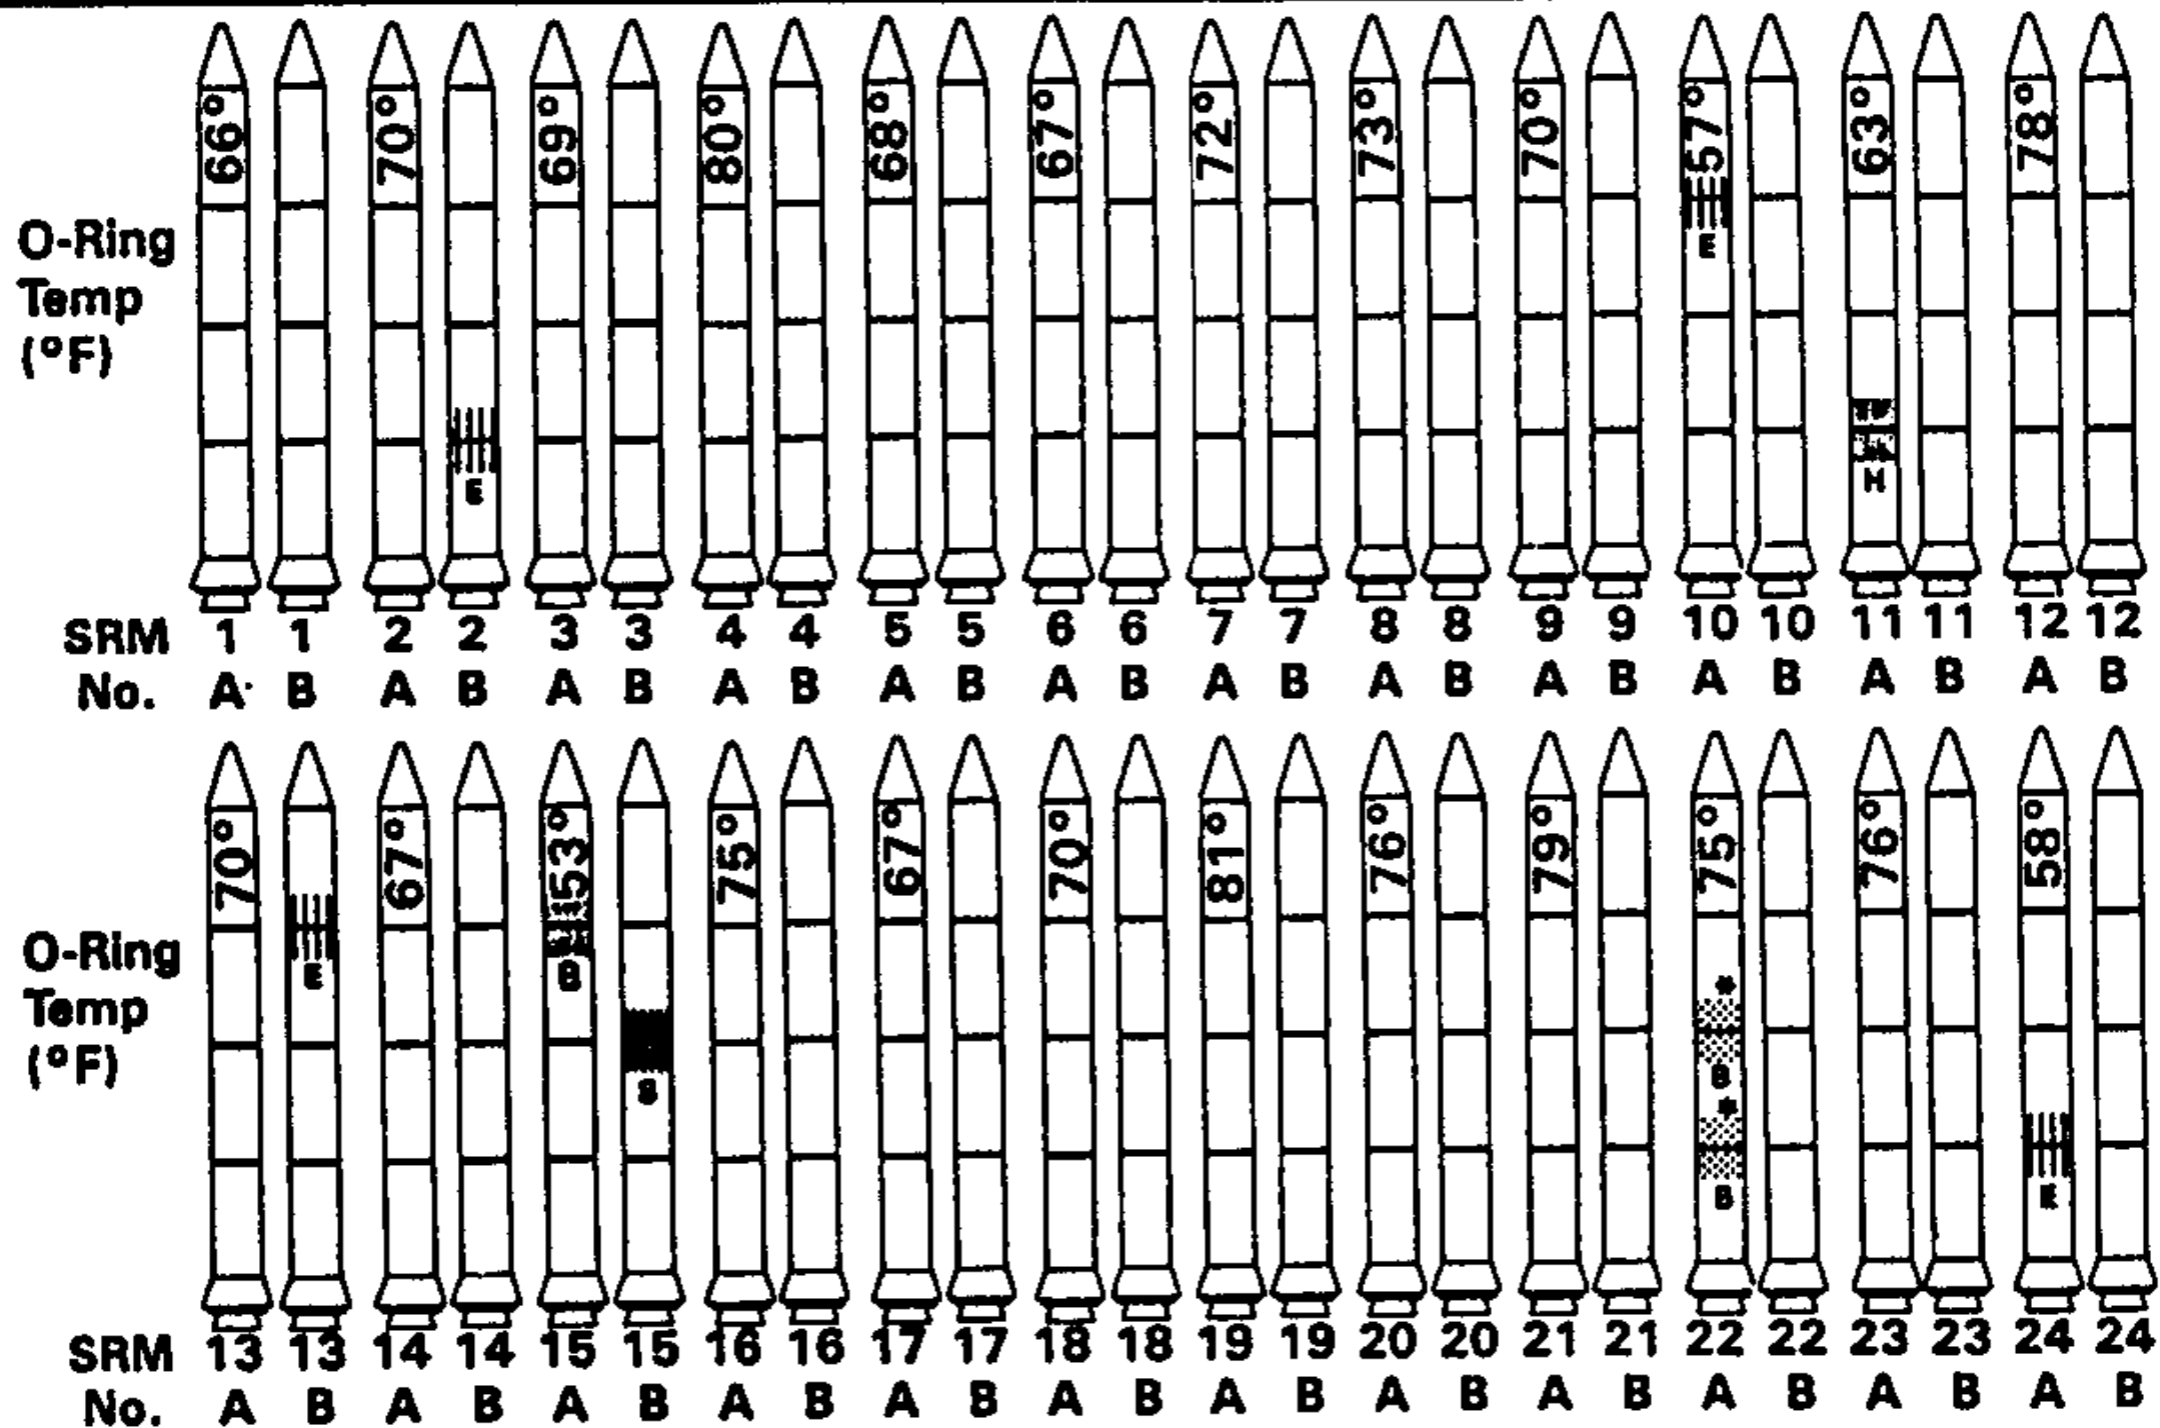 66° 70° 69° 80° 68° 67° 72° 73° 70° 57° 63° 78°
O-Ring
Temp
(°F)
E
E
H
SRM 1 1 2 2 3 3 4 4 5 5 6 6 7 7 8 8 9 9 10 10 11 11 12 12
No. A B A B A B A B A B A B A B A B A B A B A B A B
70° 67° 53° 75° 67° 70° 81° 76° 79° 75° 76° 58°
O-Ring
Temp
(°F)
E
B
*
S
B
*
E
B
SRM 13 13 14 14 15 15 16 16 17 17 18 18 19 19 20 20 21 21 22 22 23 23 24 24
No. A B A B A B A B A B A B A B A B A B A B A B A B